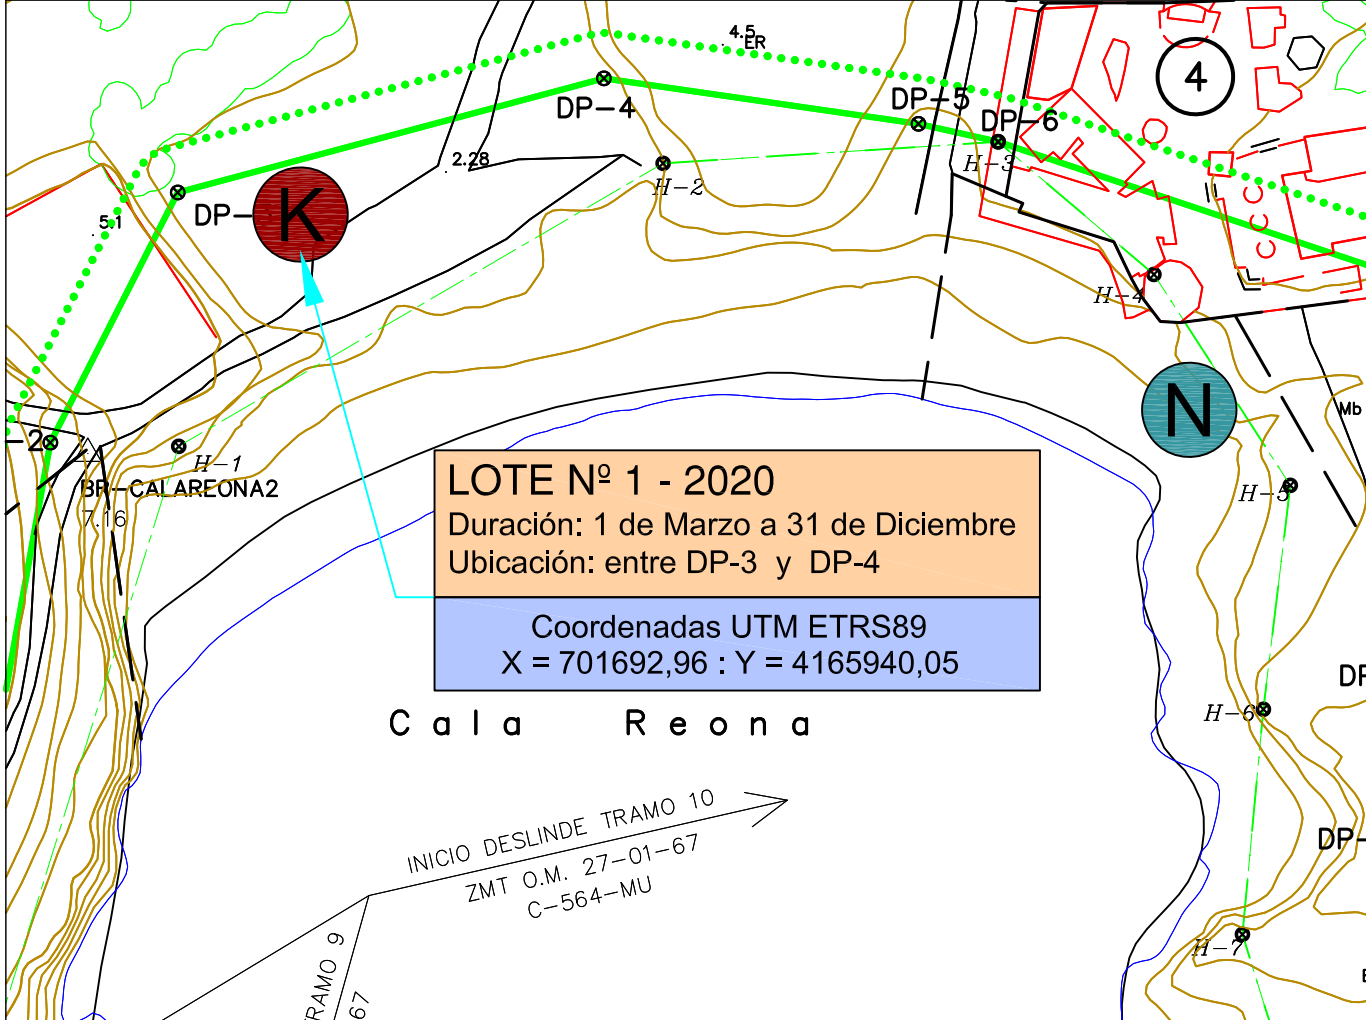 4.5
ER
4
DP-4
DP-5
DP-6
2.28
H-2
H-3
5.1
DP-
K
H-4
N
Mb
-2
H-1
BR-CALAREONA2
7.16
H-5
LOTE Nº 1 - 2020
Duración: 1 de Marzo a 31 de Diciembre
Ubicación: entre DP-3 y DP-4
Coordenadas UTM ETRS89
X = 701692,96 : Y = 4165940,05
Cala Reona
H-6
DP
INICIO DESLINDE TRAMO 10
ZMT O.M. 27-01-67
C-564-MU
DP-
H-7
RAMO 9
67